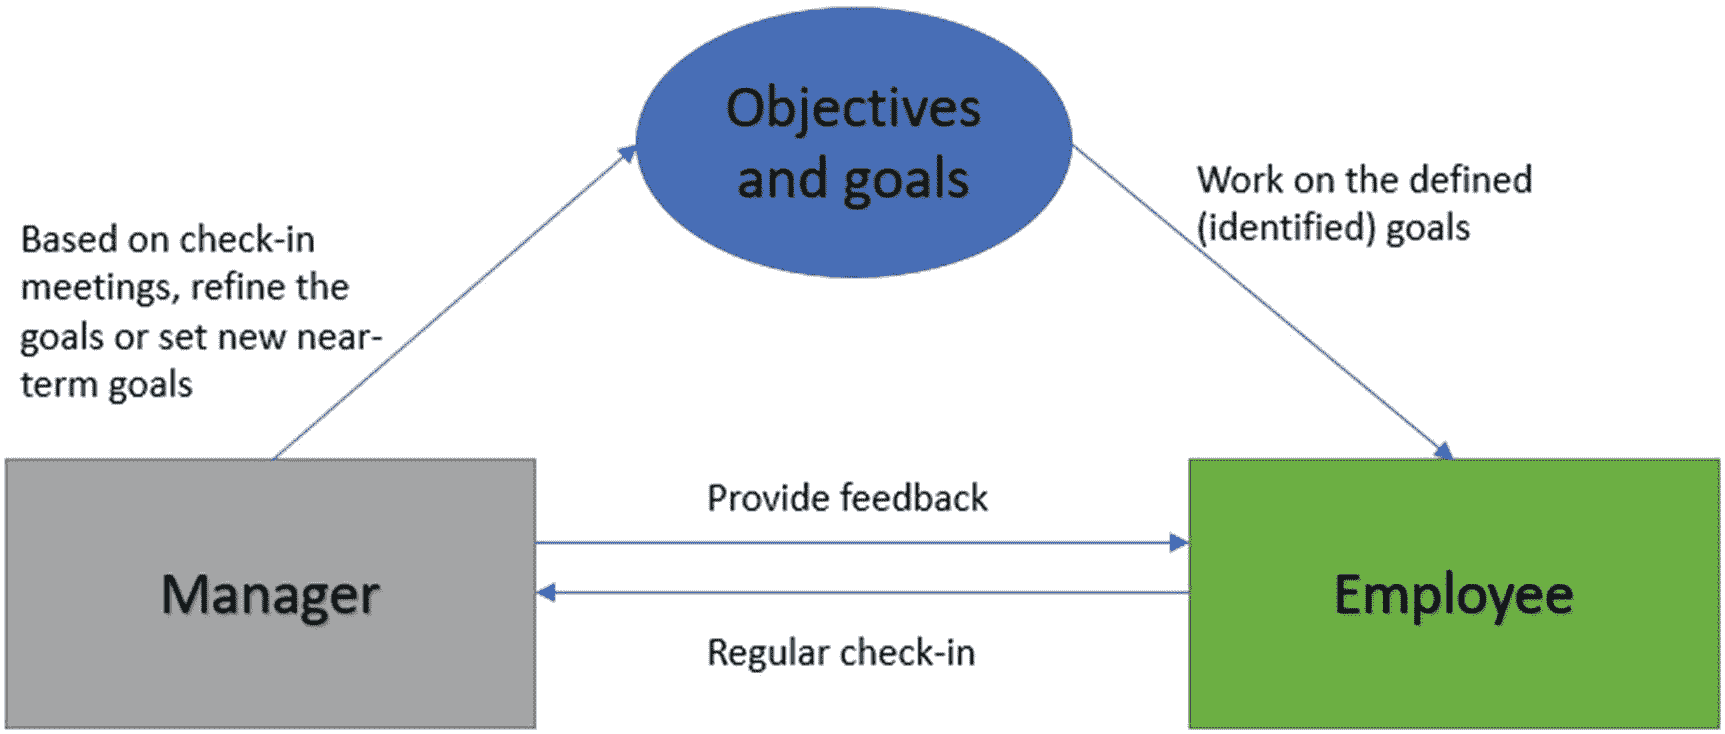 Objectives
and goals
Based on check-in
meetings, refine the
goals or set new near-
term goals
Work on the defined
(identified) goals
Provide feedback
Manager
Employee
Regular check-in